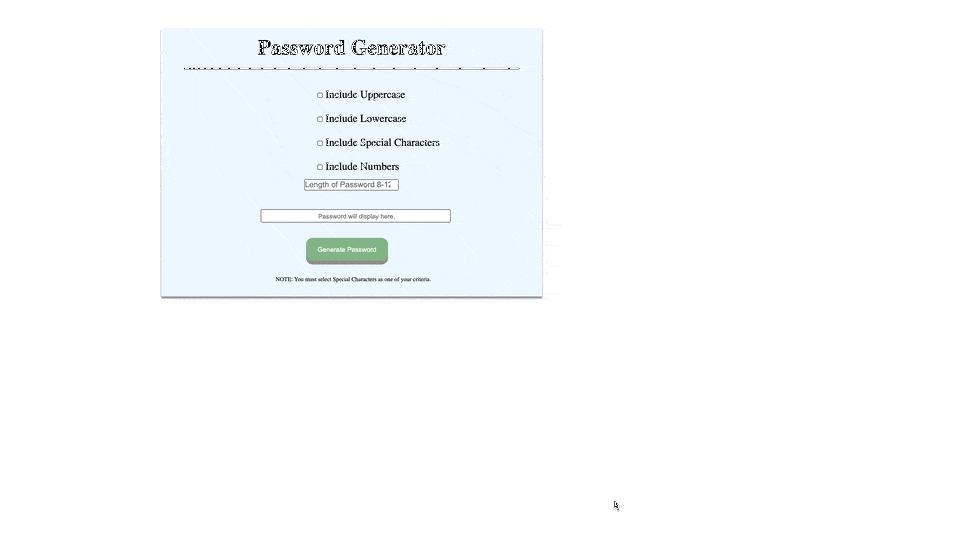 Password Generator
Include Uppercase
Include Lowercase
Include Special Characters
Include Numbers
Length of Password 8-12
Password will display here.
Generate Password
NOTE: You must select Special Characters as one of your criteria.